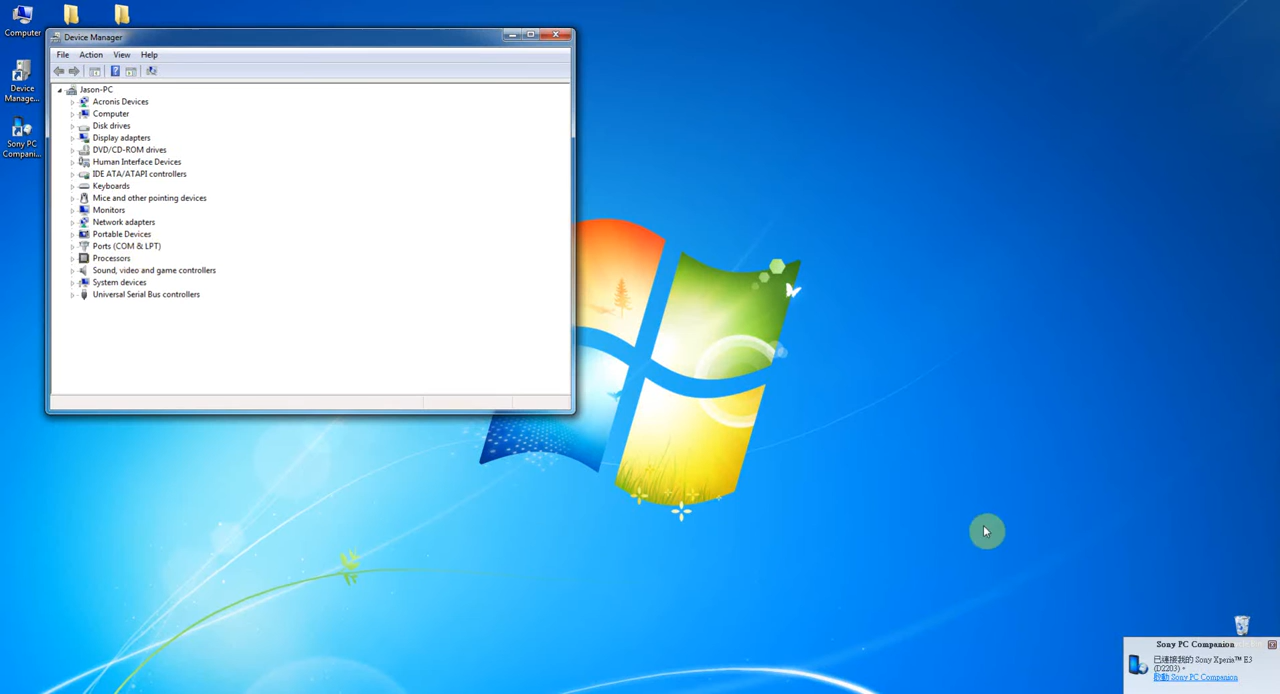 Computer
Device
Manage...
Sony PC
Compani...
Device Manager
File Action View Help
Jason-PC
Acronis Devices
Computer
Disk drives
Display adapters
DVD/CD-ROM drives
Human Interface Devices
IDE ATA/ATAPI controllers
Keyboards
Mice and other pointing devices
Monitors
Network adapters
Portable Devices
Ports (COM & LPT)
Processors
Sound, video and game controllers
System devices
Universal Serial Bus controllers
Sony PC Companion
已連接我的 Sony Xperia™ E3
(D2203)。
啟動 Sony PC Companion